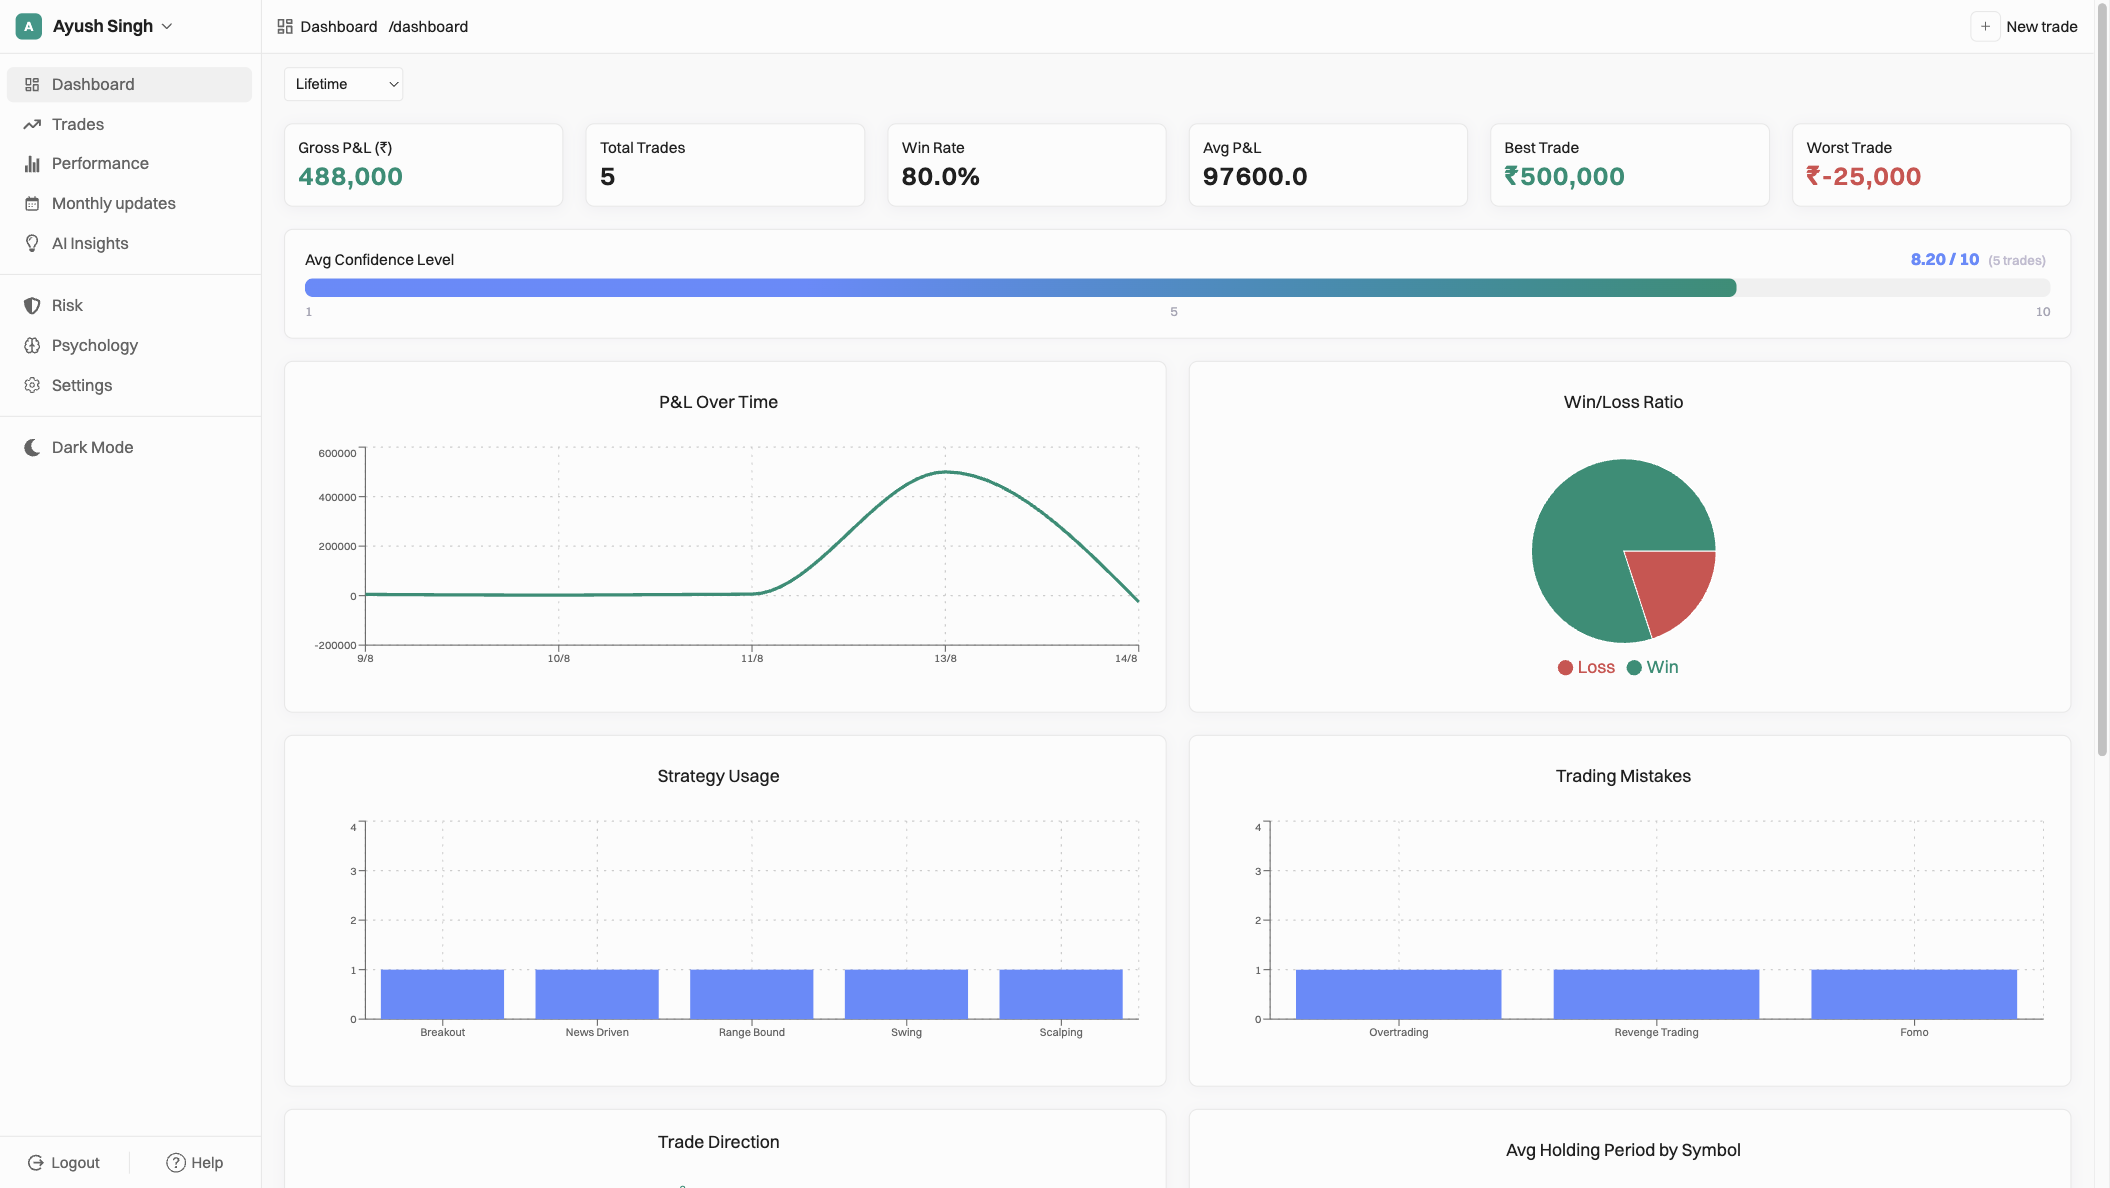 A Ayush Singh
Dashboard /dashboard
+ New trade
Dashboard
Trades
Performance
Monthly updates
AI Insights
Risk
Psychology
Settings
Dark Mode
Logout
Help
Lifetime
Gross P&L (₹)
488,000
Total Trades
5
Win Rate
80.0%
Avg P&L
97600.0
Best Trade
₹500,000
Worst Trade
₹-25,000
Avg Confidence Level
8.20 / 10 (5 trades)
1 5 10
P&L Over Time
600000
400000
200000
0
-200000
9/8 10/8 11/8 13/8 14/8
Win/Loss Ratio
Loss Win
Strategy Usage
4
3
2
1
0
Breakout News Driven Range Bound Swing Scalping
Trading Mistakes
4
3
2
1
0
Overtrading Revenge Trading Fomo
Trade Direction
Avg Holding Period by Symbol